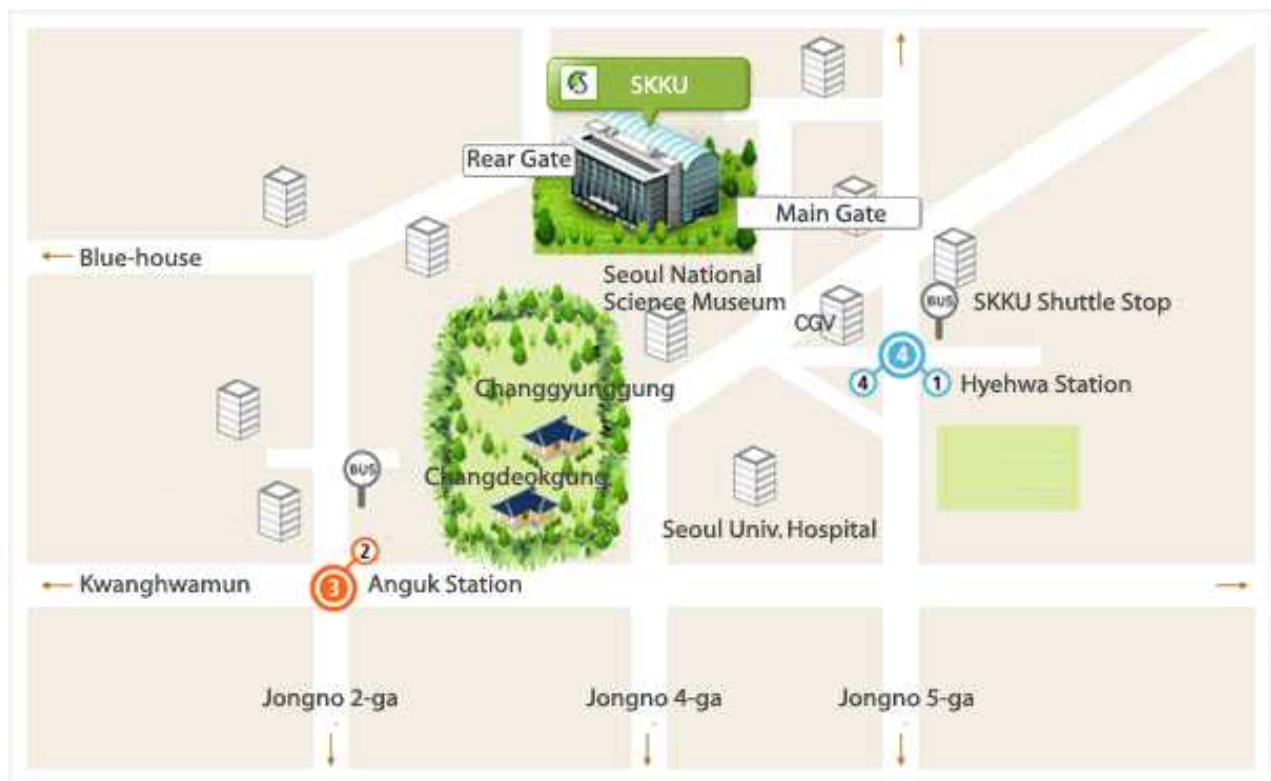 SKKU
Rear Gate
Main Gate
Blue-house
Seoul National
Science Museum
BUS
SKKU Shuttle Stop
CGV
4
4
1
Hyehwa Station
Changgyunggung
BUS
Changdeokgung
Seoul Univ. Hospital
2
Kwanghwamun
3
Anguk Station
Jongno 2-ga
Jongno 4-ga
Jongno 5-ga